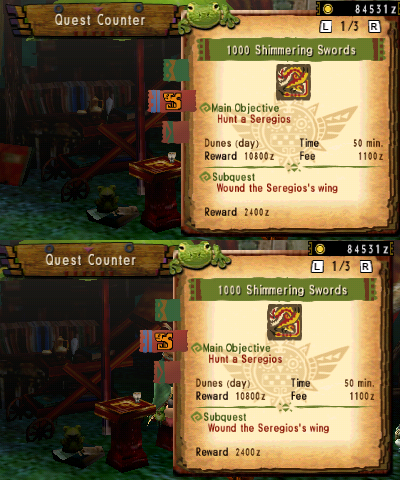 Quest Counter
84531z
L 1/3 R
1000 Shimmering Swords
Main Objective
Hunt a Seregios
Dunes (day) Time 50 min.
Reward 10800z Fee 1100z
Subquest
Wound the Seregios's wing
Reward 2400z
Quest Counter
84531z
L 1/3 R
1000 Shimmering Swords
Main Objective
Hunt a Seregios
Dunes (day) Time 50 min.
Reward 10800z Fee 1100z
Subquest
Wound the Seregios's wing
Reward 2400z